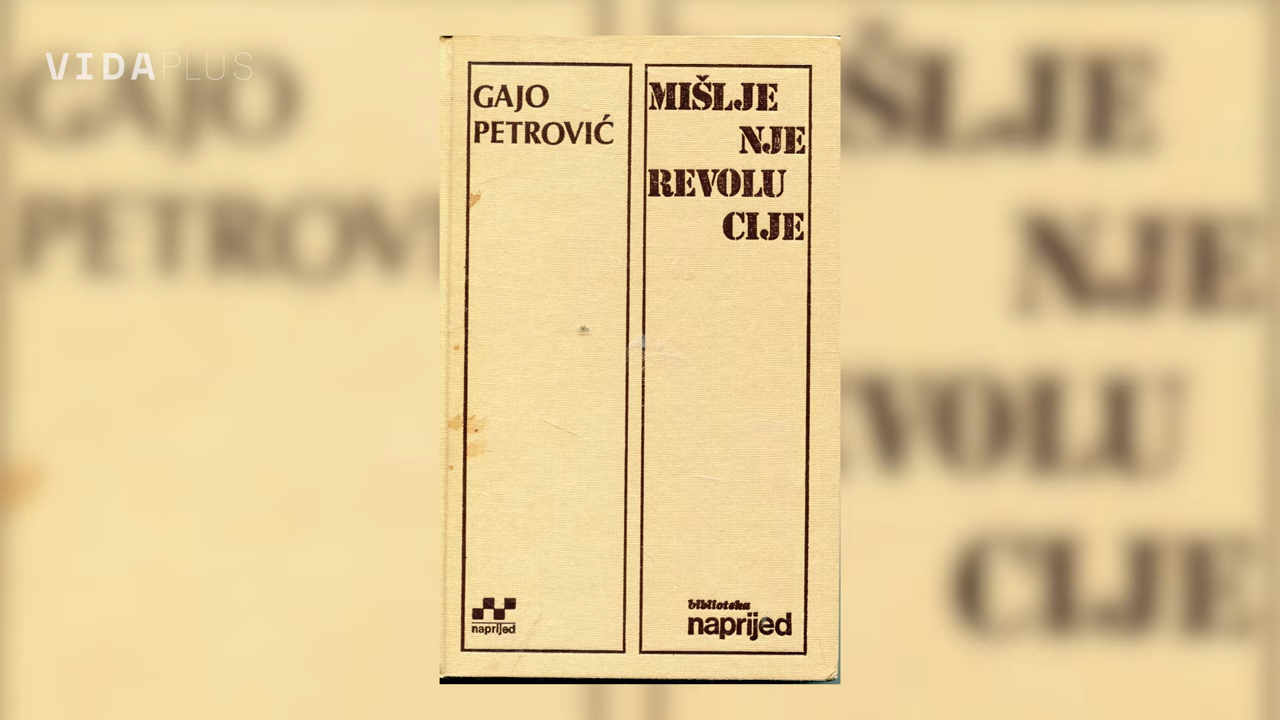 VIDAPLUS
GAJO
PETROVIĆ
MIŠLJE
NJE
REVOLU
CIJE
naprijed
biblioteka
naprijed